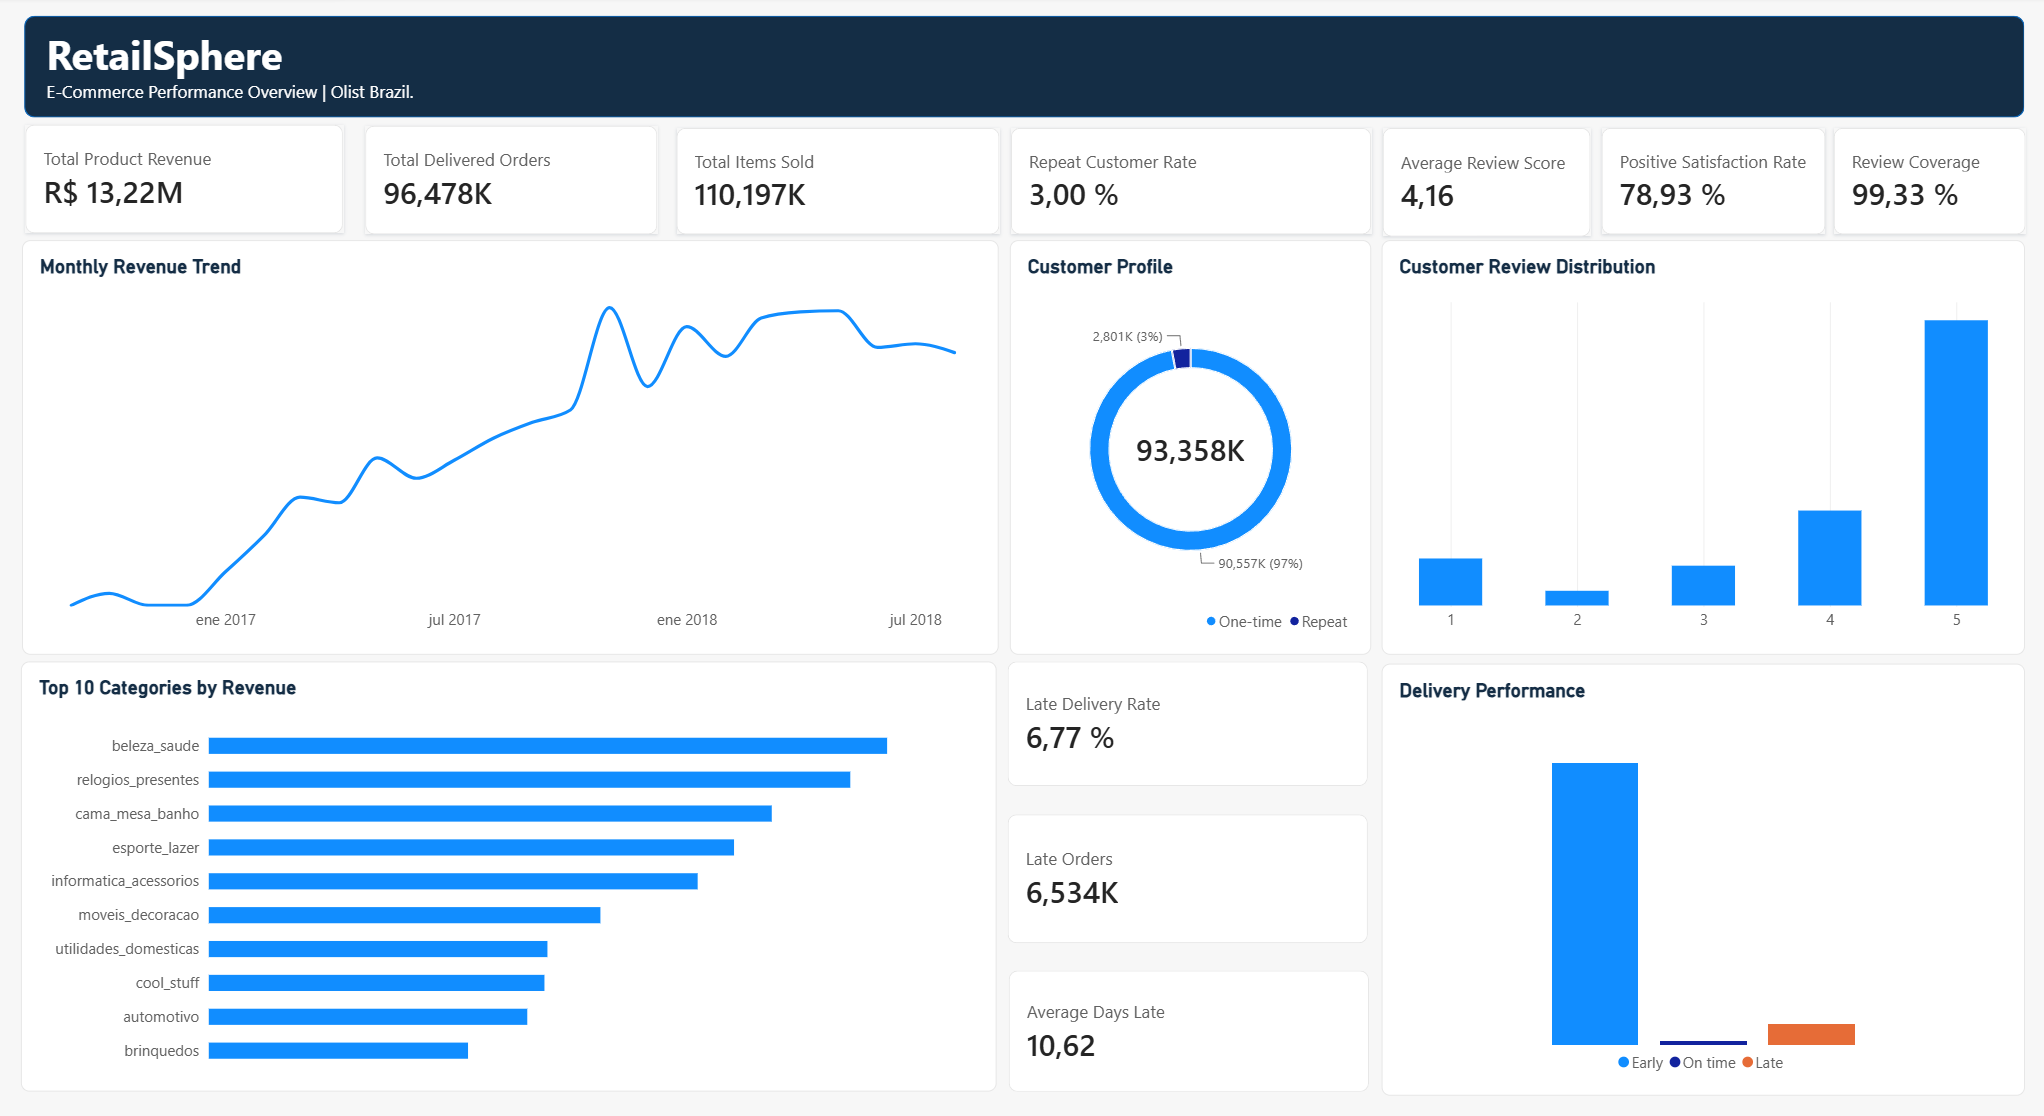 RetailSphere
E-Commerce Performance Overview | Olist Brazil.
Total Product Revenue
R$ 13,22M
Total Delivered Orders
96,478K
Total Items Sold
110,197K
Repeat Customer Rate
3,00 %
Average Review Score
4,16
Positive Satisfaction Rate
78,93 %
Review Coverage
99,33 %
Monthly Revenue Trend
ene 2017
jul 2017
ene 2018
jul 2018
Customer Profile
2,801K (3%)
93,358K
90,557K (97%)
One-time
Repeat
Customer Review Distribution
1
2
3
4
5
Top 10 Categories by Revenue
beleza_saude
relogios_presentes
cama_mesa_banho
esporte_lazer
informatica_acessorios
moveis_decoracao
utilidades_domesticas
cool_stuff
automotivo
brinquedos
Late Delivery Rate
6,77 %
Late Orders
6,534K
Average Days Late
10,62
Delivery Performance
Early
On time
Late